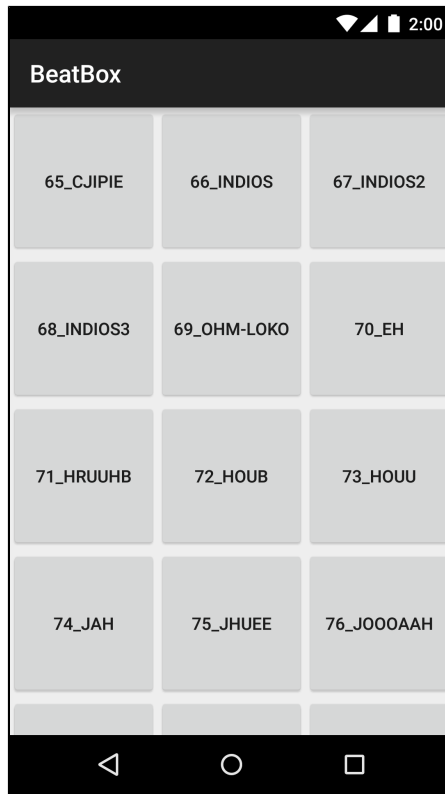 2:00
BeatBox
65_CJIPIE 66_INDIOS 67_INDIOS2
68_INDIOS3 69_OHM-LOKO 70_EH
71_HRUUHB 72_HOUB 73_HOUU
74_JAH 75_JHUEE 76_JOOOAAH